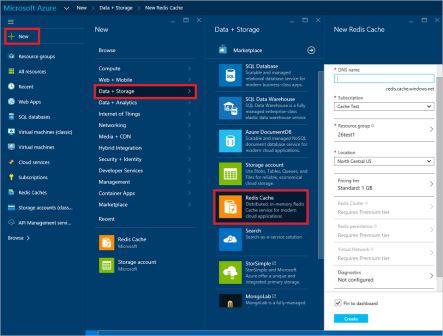 Microsoft Azure
New
Data + Storage
New Redis Cache
New
Resource groups
All resources
Recent
Web Apps
SQL databases
Virtual machines (classic)
Virtual machines
Cloud services
Subscriptions
Redis Caches
Storage accounts (class...
API Management servi...
Browse
New
Browse
Compute
Web + Mobile
Data + Storage
Data + Analytics
Internet of Things
Networking
Media + CDN
Hybrid Integration
Security + Identity
Developer Services
Management
Container Apps
Marketplace
Recent
Redis Cache
Microsoft
Storage account
Microsoft
Data + Storage
Marketplace
SQL Database
Scalable and managed
relational database service for
modern business-class apps.
SQL Data Warehouse
Scalable and managed
relational database service for
elastic data warehouse service
Azure DocumentDB
Scalable and managed NoSQL
document database service for
modern cloud applications.
Storage account
Use Blobs, Tables, Queues, and
Files for reliable, economical
cloud storage.
Redis Cache
Distributed, in-memory Redis
Cache service for modern
cloud applications
Search
Search-as-a-service solution
StorSimple
StorSimple and Microsoft
Azure offer a unique and
integrated primary storage.
MongoLab
MongoLab is a fully-managed
New Redis Cache
* DNS name
.redis.cache.windows.net
* Subscription
Cache Test
* Resource group
26test1
* Location
North Central US
Pricing tier
Standard: 1 GB
Redis Cluster
Requires Premium tier
Redis persistence
Requires Premium tier
Virtual Network
Requires Premium tier
Diagnostics
Not configured
Pin to dashboard
Create